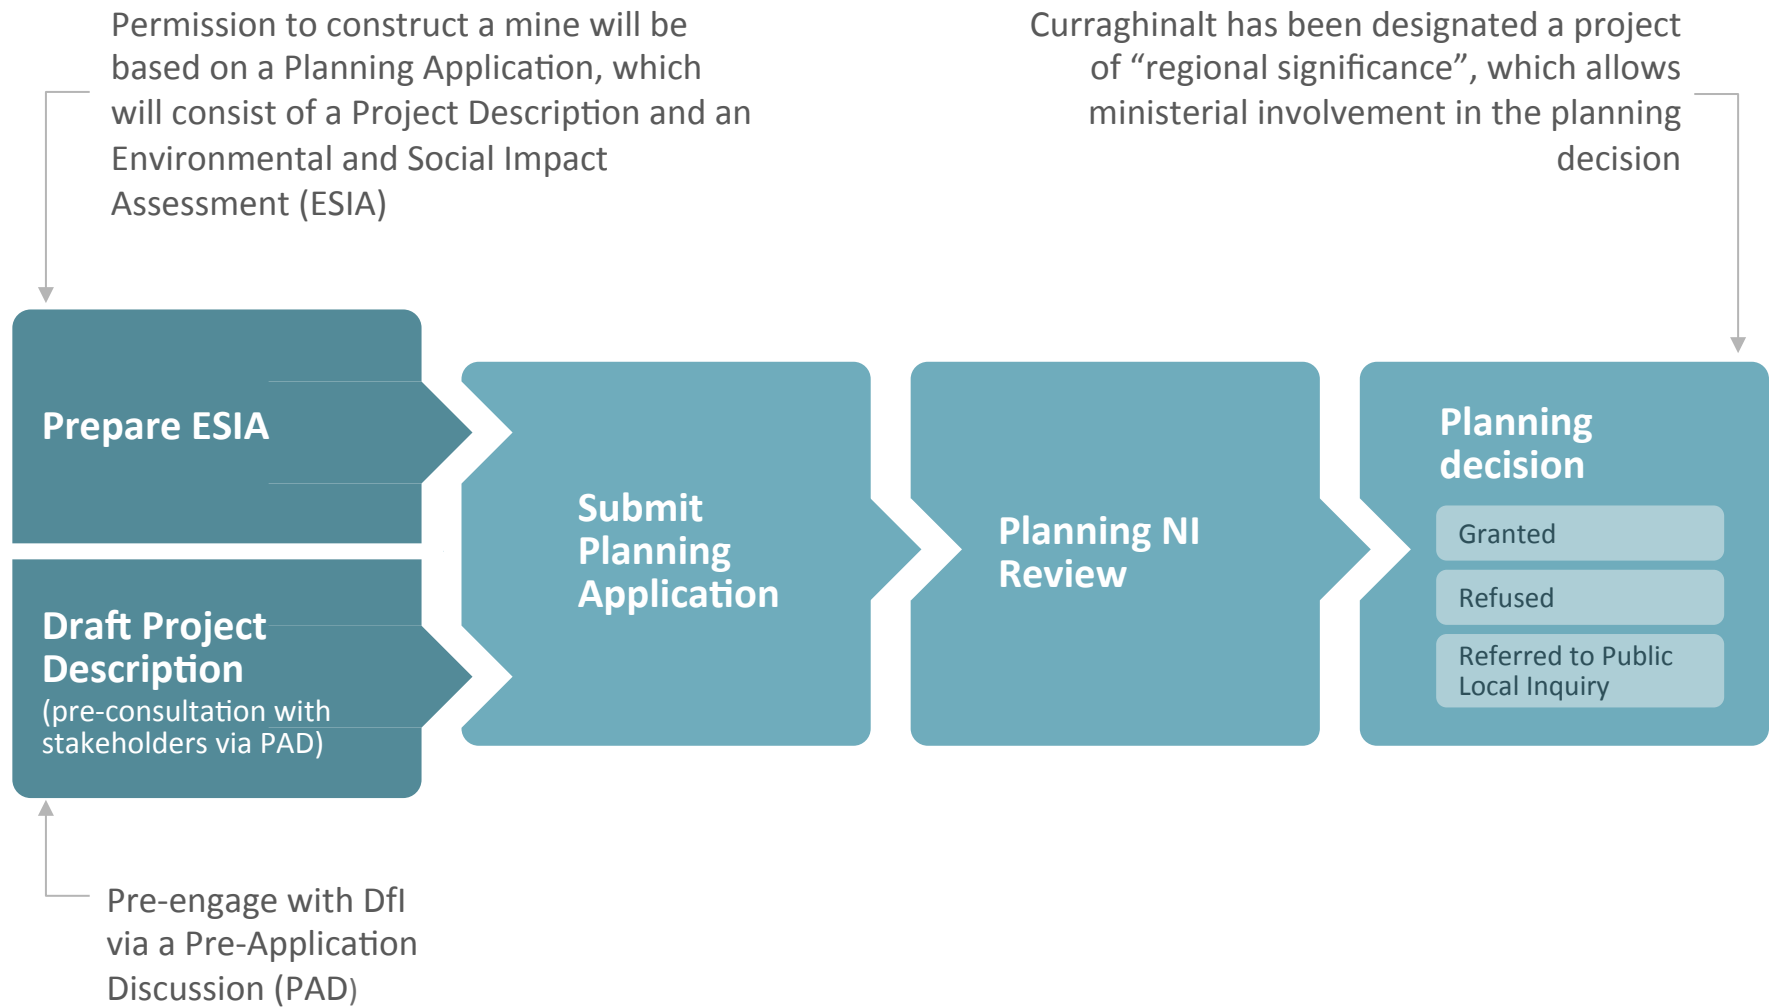 Permission to construct a mine will be
based on a Planning Application, which
will consist of a Project Description and an
Environmental and Social Impact
Assessment (ESIA)
Curraghinalt has been designated a project
of “regional significance”, which allows
ministerial involvement in the planning
decision
Prepare ESIA
Draft Project
Description
(pre-consultation with
stakeholders via PAD)
Submit
Planning
Application
Planning NI
Review
Planning
decision
Granted
Refused
Referred to Public
Local Inquiry
Pre-engage with DfI
via a Pre-Application
Discussion (PAD)